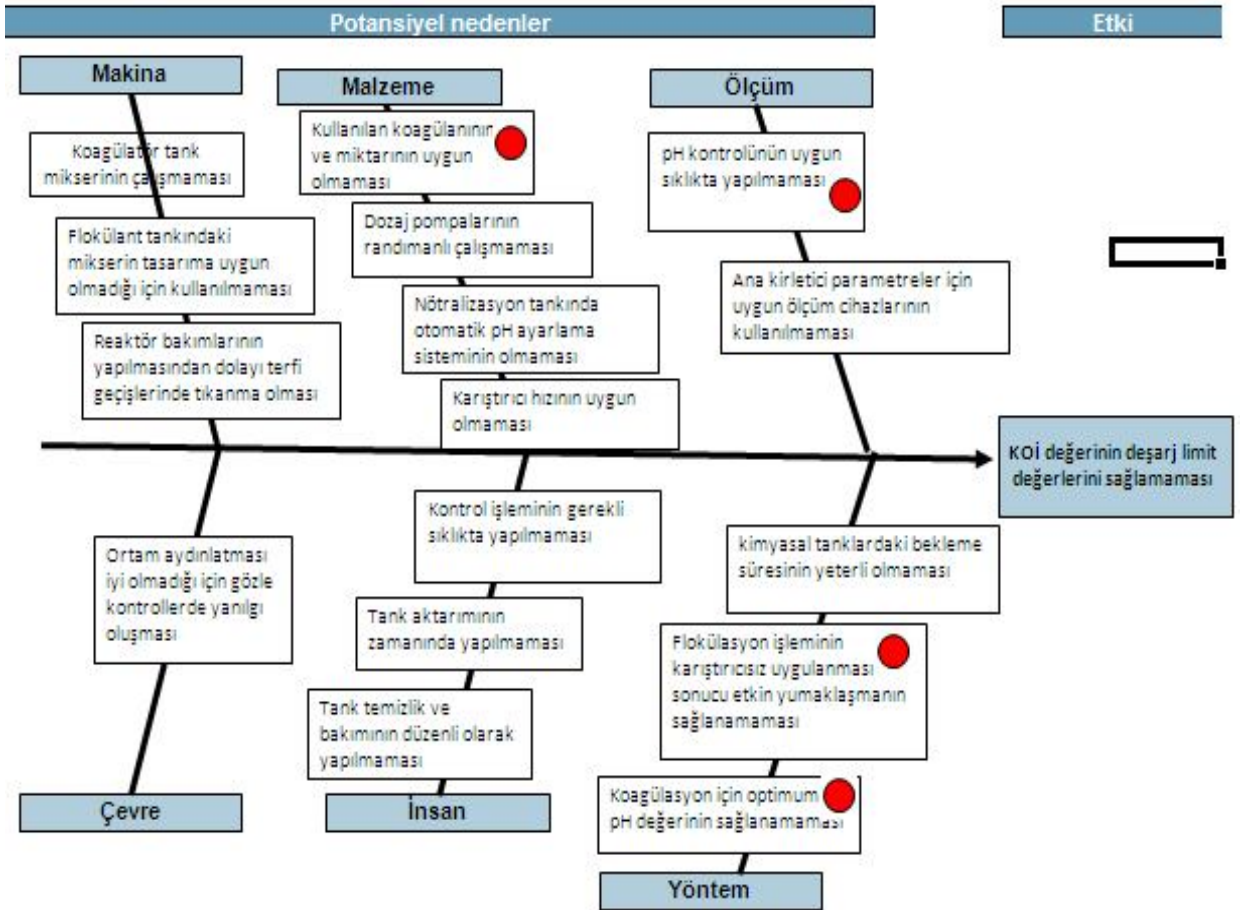 Potansiyel nedenler
Etki
Makina
Koagülatör tank
mikserinin çalışmaması
Flokülant tankındaki
mikserin tasarıma uygun
olmadığı için kullanılmaması
Reaktör bakımlarının
yapılmasından dolayı terfi
geçişlerinde tıkanma olması
Malzeme
Kullanılan koagülanının
ve miktarının uygun
olmaması
Dozaj pompalarının
randımanlı çalışmaması
Nötralizasyon tankında
otomatik pH ayarlama
sisteminin olmaması
Karıştırıcı hızının uygun
olmaması
Ölçüm
pH kontrolünün uygun
sıklıkta yapılmaması
Ana kirletici parametreler için
uygun ölçüm cihazlarının
kullanılmaması
KOİ değerinin deşarj limit
değerlerini sağlamaması
Ortam aydınlatması
iyi olmadığı için gözle
kontrollerde yanılgı
oluşması
Çevre
Kontrol işleminin gerekli
sıklıkta yapılmaması
Tank aktarımının
zamanında yapılmaması
Tank temizlik ve
bakımının düzenli olarak
yapılmaması
İnsan
kimyasal tanklardaki bekleme
süresinin yeterli olmaması
Flokülasyon işleminin
karıştırıcısız uygulanması
sonucu etkin yumaklaşmanın
sağlanamaması
Koagülasyon için optimum
pH değerinin sağlanamaması
Yöntem